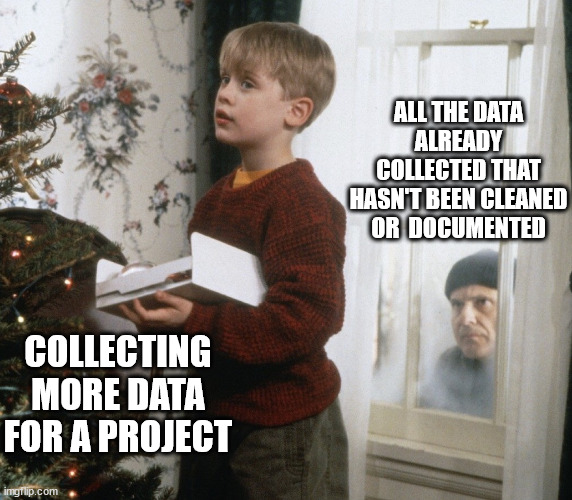 ALL THE DATA
ALREADY
COLLECTED THAT
HASN'T BEEN CLEANED
OR DOCUMENTED
COLLECTING
MORE DATA
FOR A PROJECT
imgflip.com